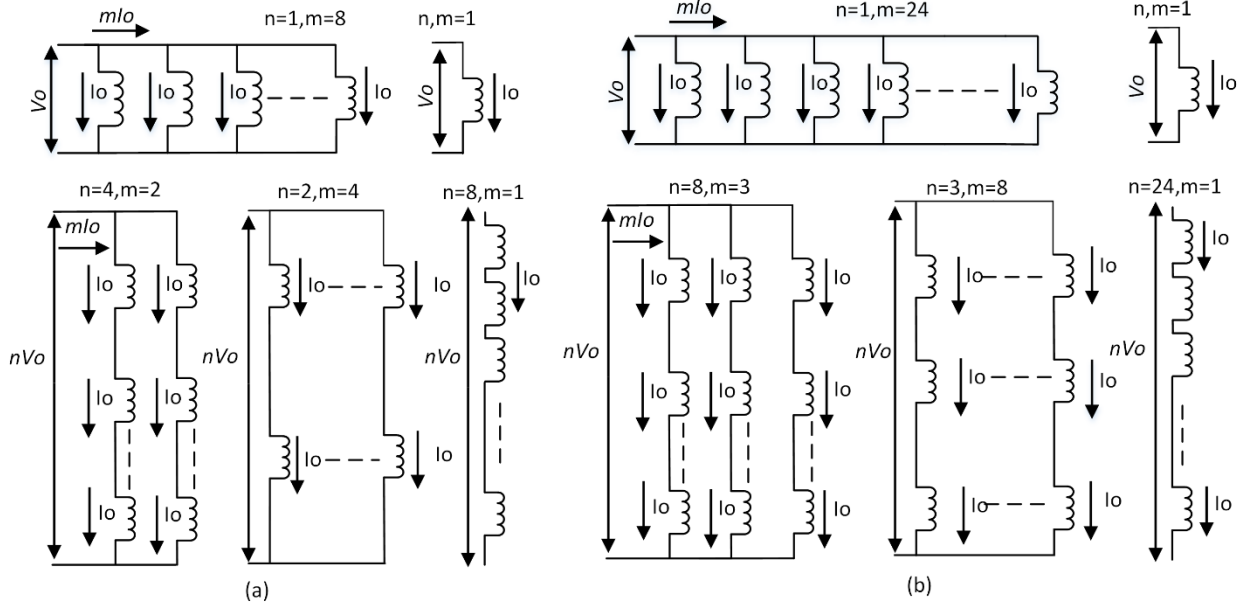 mIo n=1,m=8 n,m=1
Vo Io Io Io Io Vo Io
n=4,m=2 n=2,m=4 n=8,m=1
mIo
Io Io Io Io Io
nVo nVo nVo
Io Io Io Io
Io Io
(a)
mIo n=1,m=24 n,m=1
Vo Io Io Io Io Io Vo Io
n=8,m=3 n=3,m=8 n=24,m=1
mIo Io
Io Io Io Io Io
nVo nVo nVo
Io Io Io Io Io
Io Io Io Io Io Io
(b)